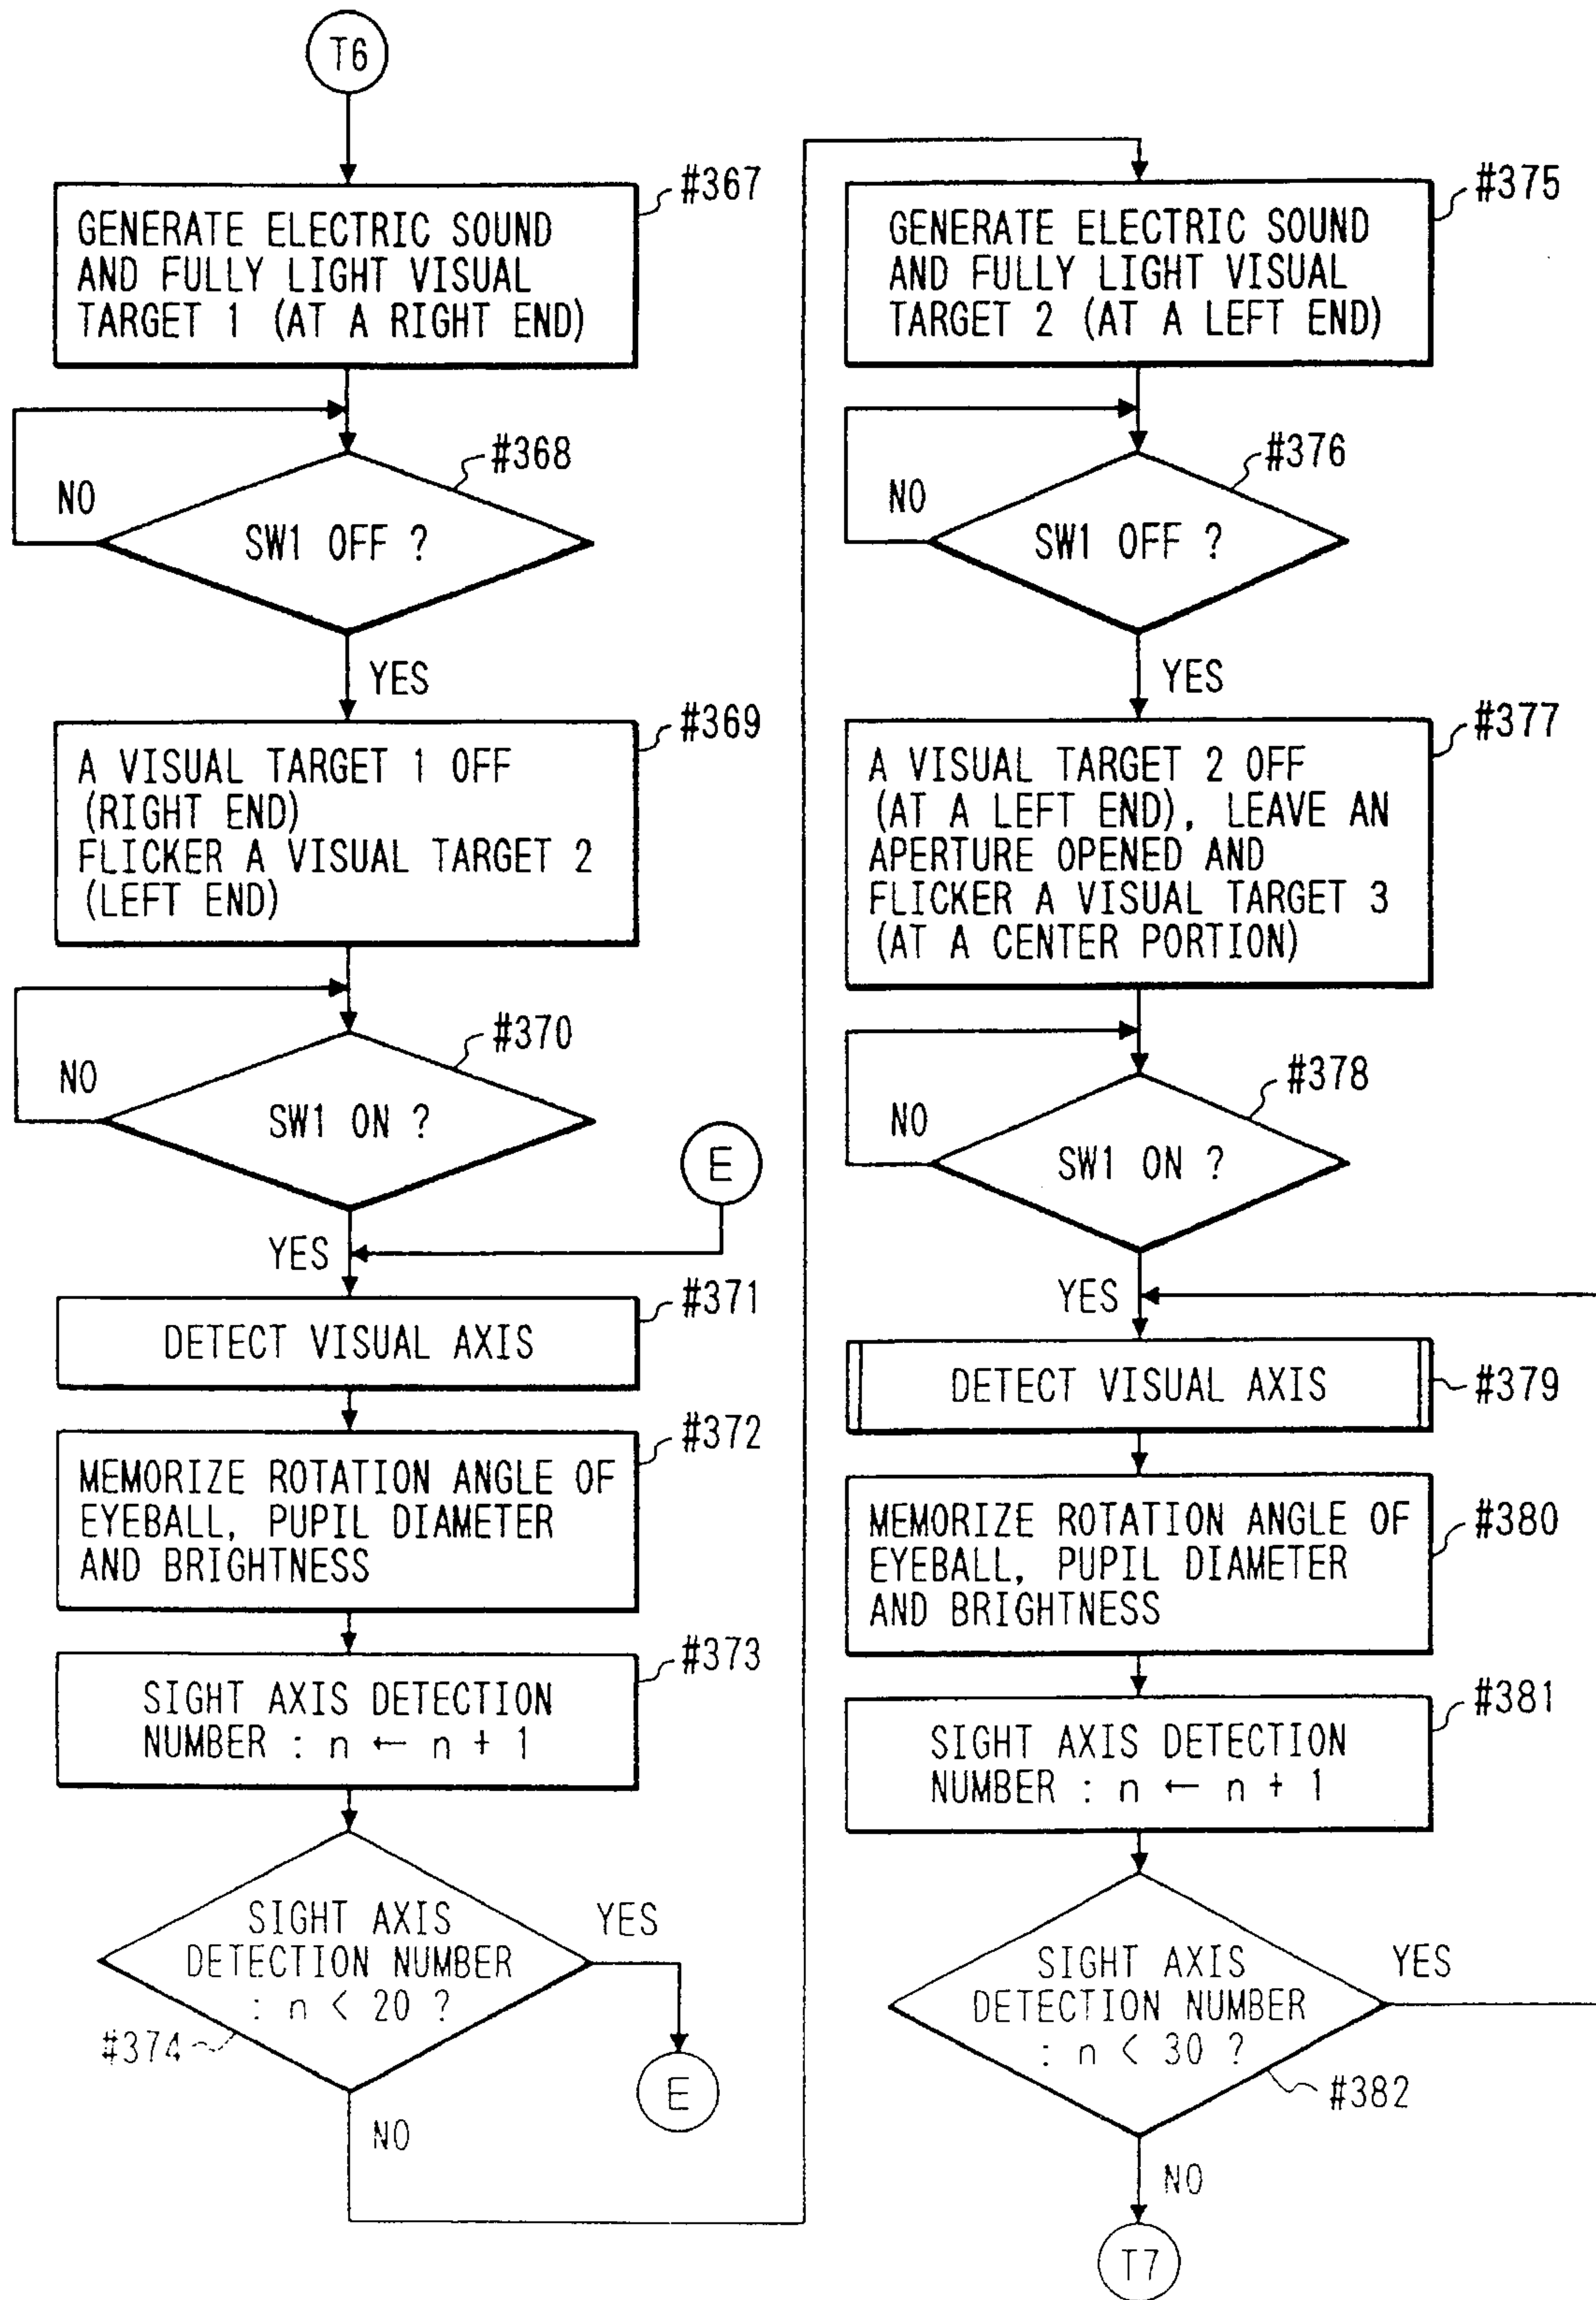 T6
#367
GENERATE ELECTRIC SOUND
AND FULLY LIGHT VISUAL
TARGET 1 (AT A RIGHT END)
#368
NO
SW1 OFF ?
YES
#369
A VISUAL TARGET 1 OFF
(RIGHT END)
FLICKER A VISUAL TARGET 2
(LEFT END)
#370
NO
SW1 ON ?
E
YES
#371
DETECT VISUAL AXIS
#372
MEMORIZE ROTATION ANGLE OF
EYEBALL, PUPIL DIAMETER
AND BRIGHTNESS
#373
SIGHT AXIS DETECTION
NUMBER : n ← n + 1
SIGHT AXIS
DETECTION NUMBER
: n < 20 ?
YES
#374
E
NO
#375
GENERATE ELECTRIC SOUND
AND FULLY LIGHT VISUAL
TARGET 2 (AT A LEFT END)
#376
NO
SW1 OFF ?
YES
#377
A VISUAL TARGET 2 OFF
(AT A LEFT END), LEAVE AN
APERTURE OPENED AND
FLICKER A VISUAL TARGET 3
(AT A CENTER PORTION)
#378
NO
SW1 ON ?
YES
DETECT VISUAL AXIS
#379
MEMORIZE ROTATION ANGLE OF
EYEBALL, PUPIL DIAMETER
AND BRIGHTNESS
#380
#381
SIGHT AXIS DETECTION
NUMBER : n ← n + 1
SIGHT AXIS
DETECTION NUMBER
: n < 30 ?
YES
#382
NO
T7